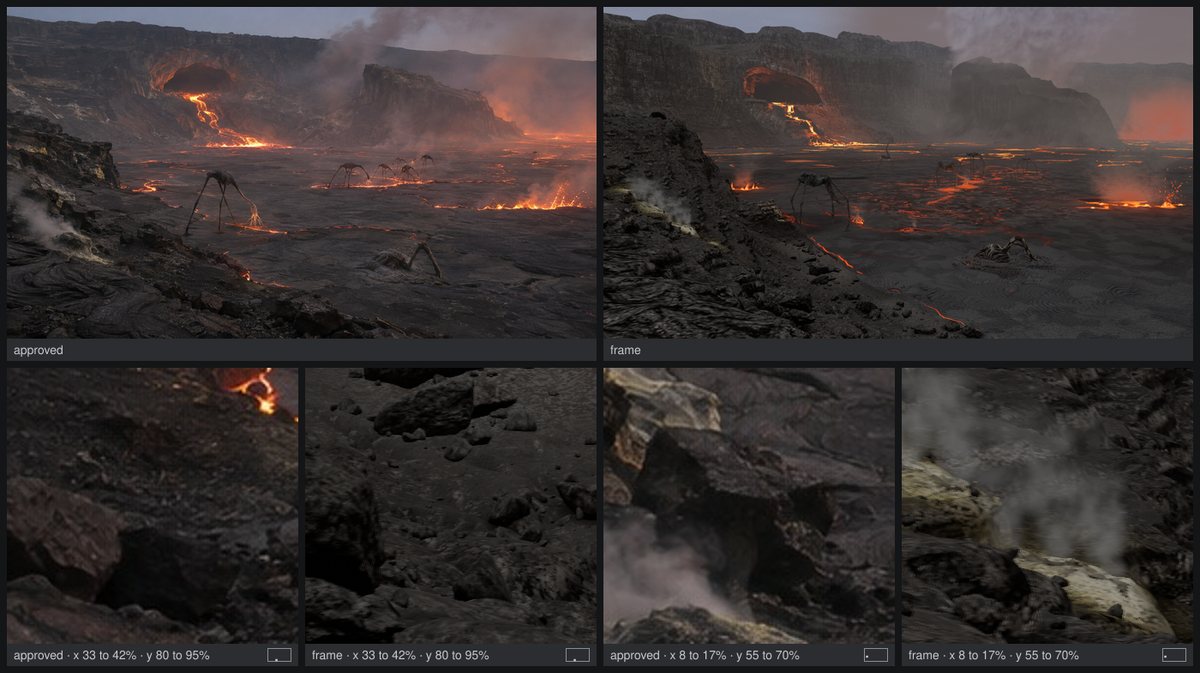 approved
frame
approved · x 33 to 42% · y 80 to 95%
frame · x 33 to 42% · y 80 to 95%
approved · x 8 to 17% · y 55 to 70%
frame · x 8 to 17% · y 55 to 70%